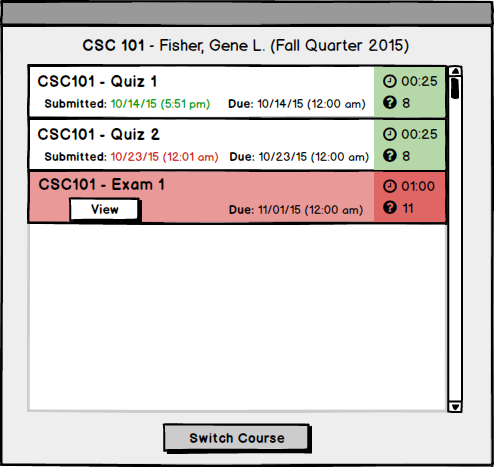 CSC 101 - Fisher, Gene L. (Fall Quarter 2015)
CSC101 - Quiz 1
00:25
Submitted: 10/14/15 (5:51 pm) Due: 10/14/15 (12:00 am)
8
CSC101 - Quiz 2
00:25
Submitted: 10/23/15 (12:01 am) Due: 10/23/15 (12:00 am)
8
CSC101 - Exam 1
01:00
View Due: 11/01/15 (12:00 am)
11
Switch Course